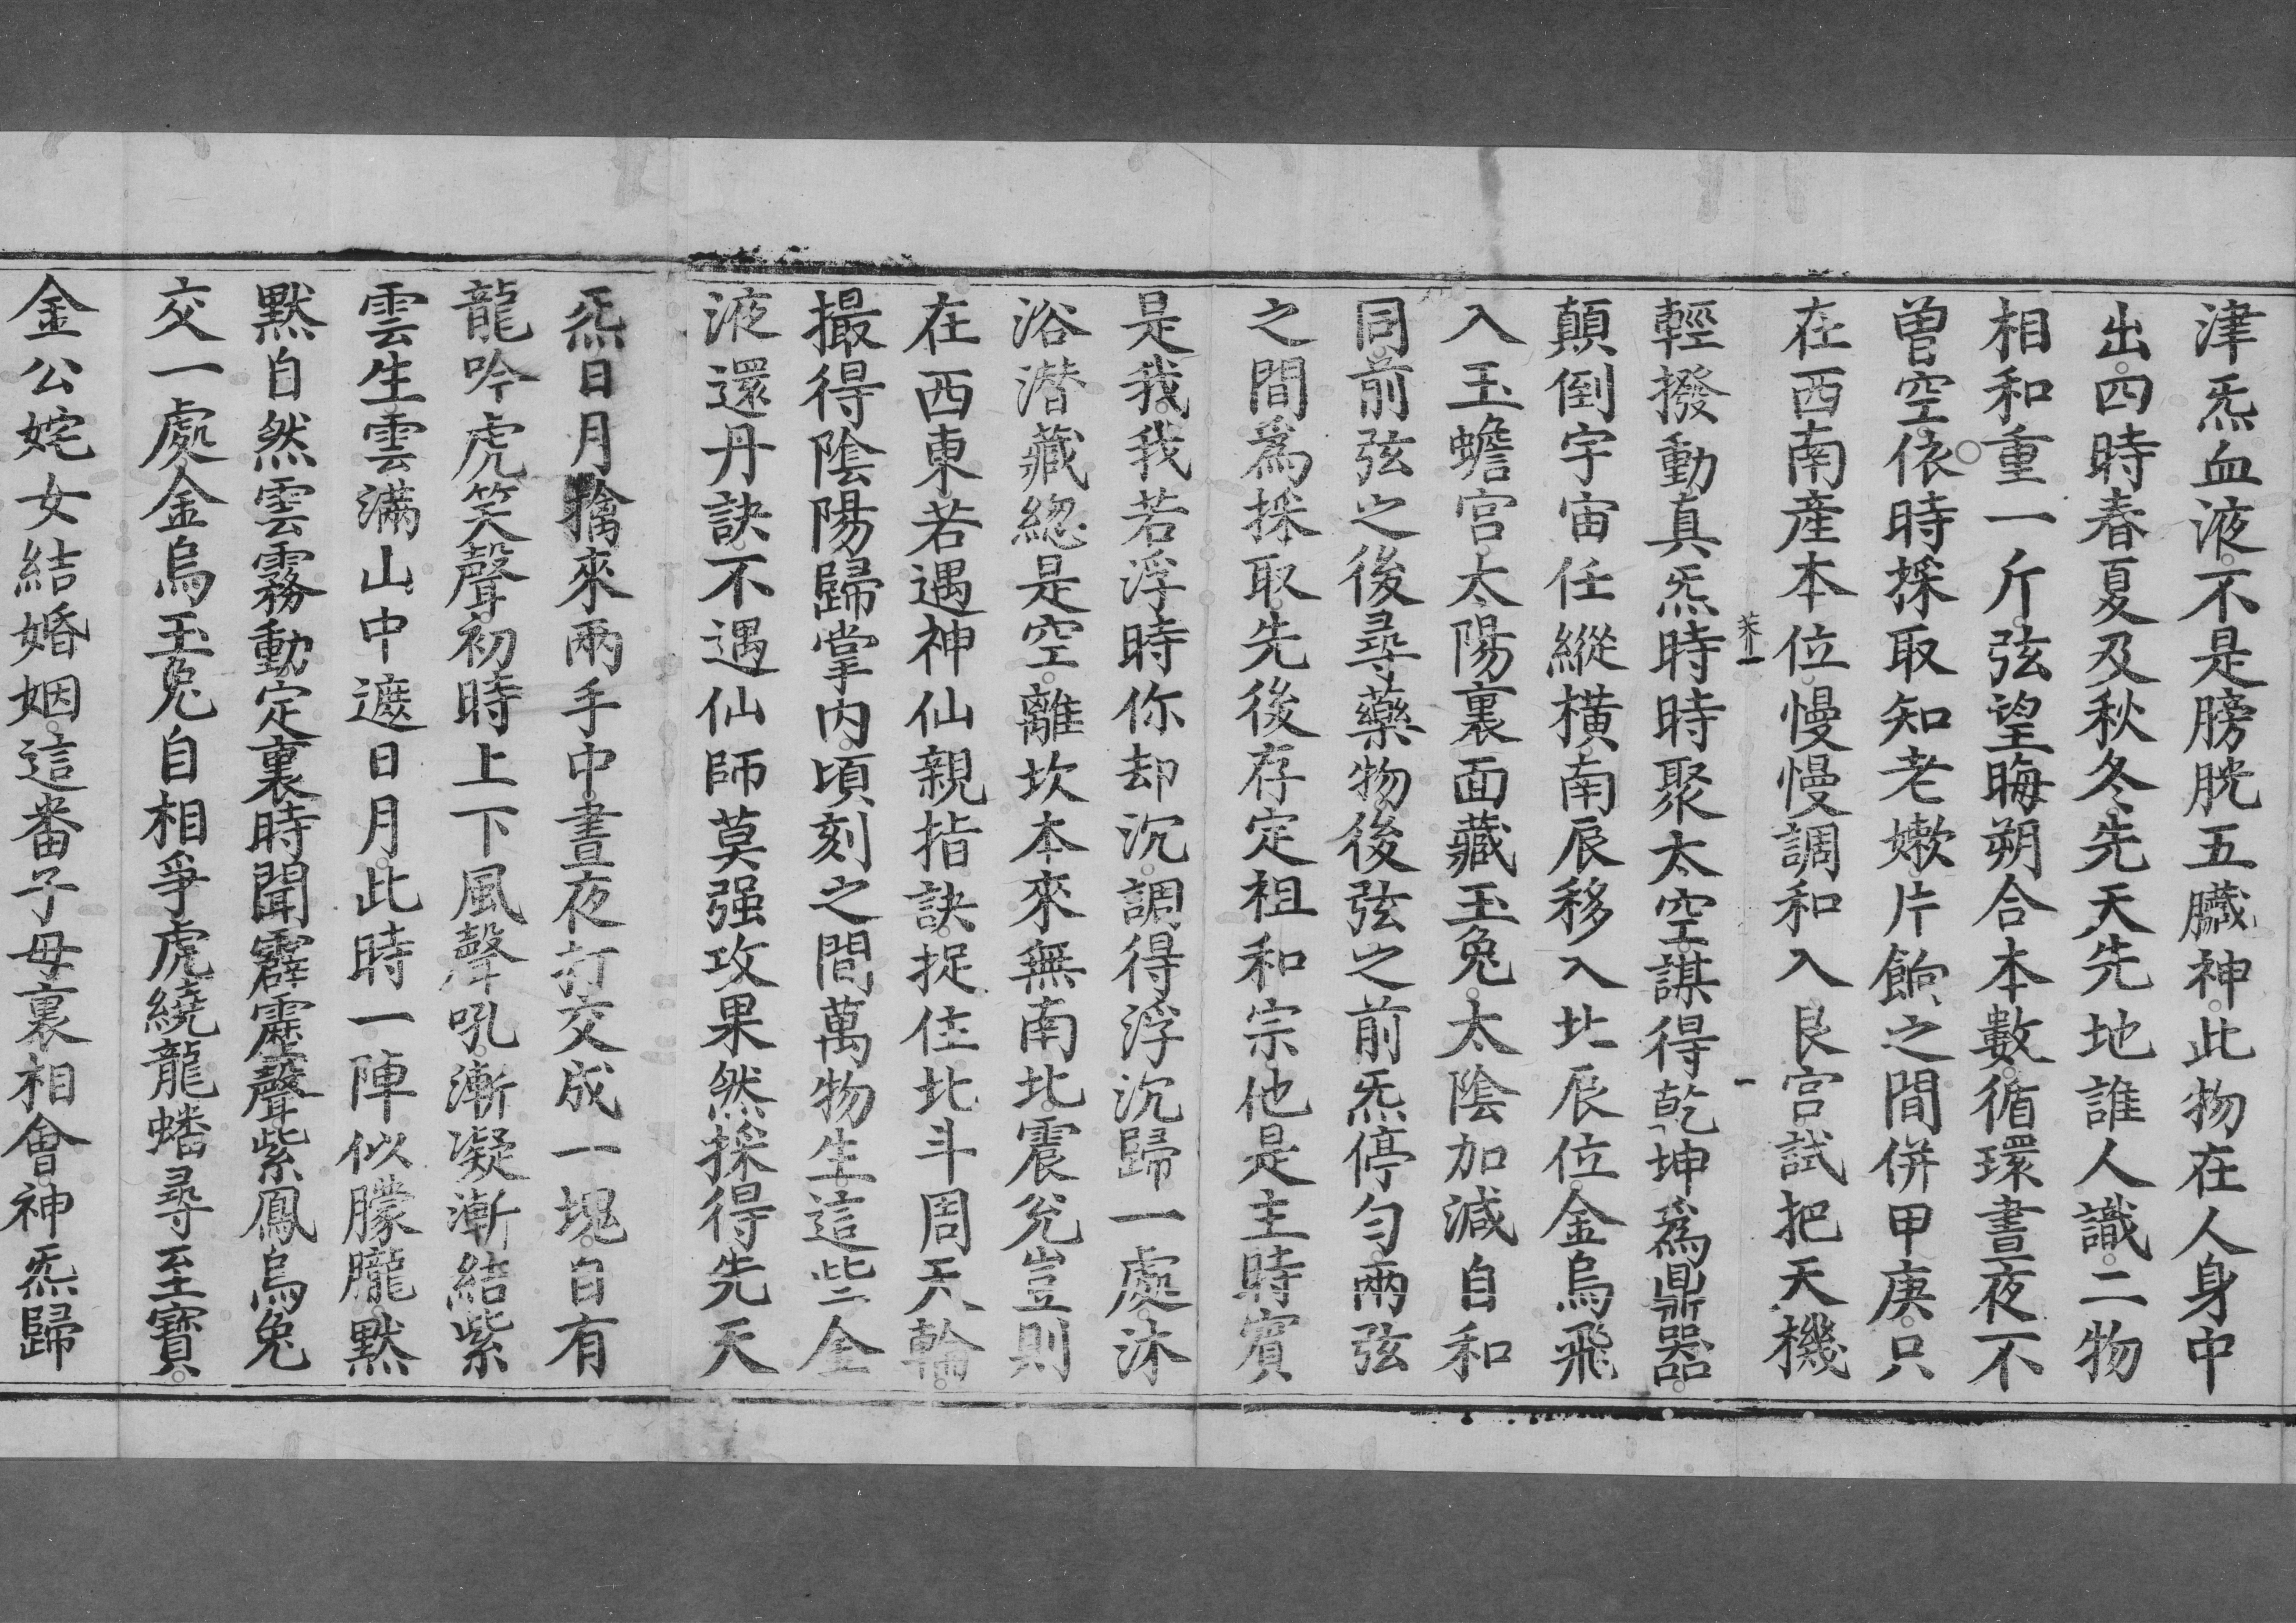 津炁血液不是膀胱五臟神此物在人身中
出四時春夏及秋冬先天先地誰人識二物
相和重一斤弦望晦朔合本數循環晝夜不
曾空依時採取知老嫰片餉之間併甲庚只
在西南産本位慢慢調和入艮宫試把天機
輕撥動真炁時時聚太空謀得乾坤爲鼎器
顛倒宇宙任縱橫南辰移入北辰位金烏飛
入玉蟾宫太陽裏面藏玉兔太陰加減自和
同前弦之後尋藥物後弦之前炁停匀兩弦
之間爲採取先後存定祖和宗他是主時賓
是我我若浮時你却沉調得浮沉歸一處沐
浴潛藏緫是空離坎本來無南北震兊豈則
在西東若遇神仙親指訣捉住北斗周天輪
撮得陰陽歸掌内頃刻之間萬物生這些金
液還丹訣不遇仙師莫强攻果然採得先天
炁日月擒來兩手中晝夜打交成一塊自有
龍吟虎笑聲初時上下風聲吼漸凝漸結紫
雲生雲滿山中遮日月此時一陣似朦朧默
默自然雲霧動定裏時聞霹靂聲紫鳳烏兔
交一處金烏玉兔自相爭虎繞龍蟠尋至寶
金公姹女結婚姻這番子母裏相會神炁歸